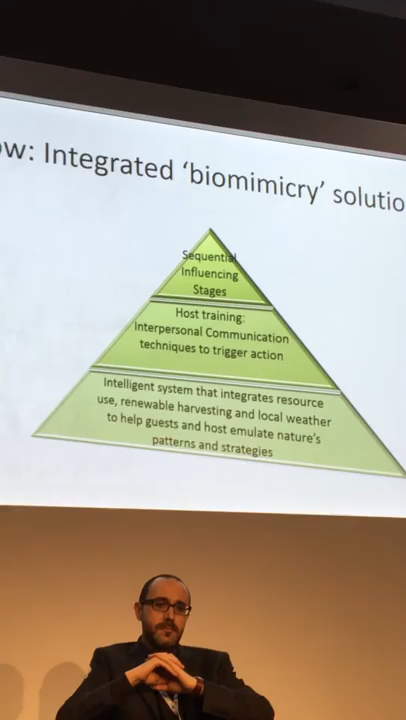 ow: Integrated ‘biomimicry’ solutio
Sequential
Influencing
Stages
Host training:
Interpersonal Communication
techniques to trigger action
Intelligent system that integrates resource
use, renewable harvesting and local weather
to help guests and host emulate nature’s
patterns and strategies